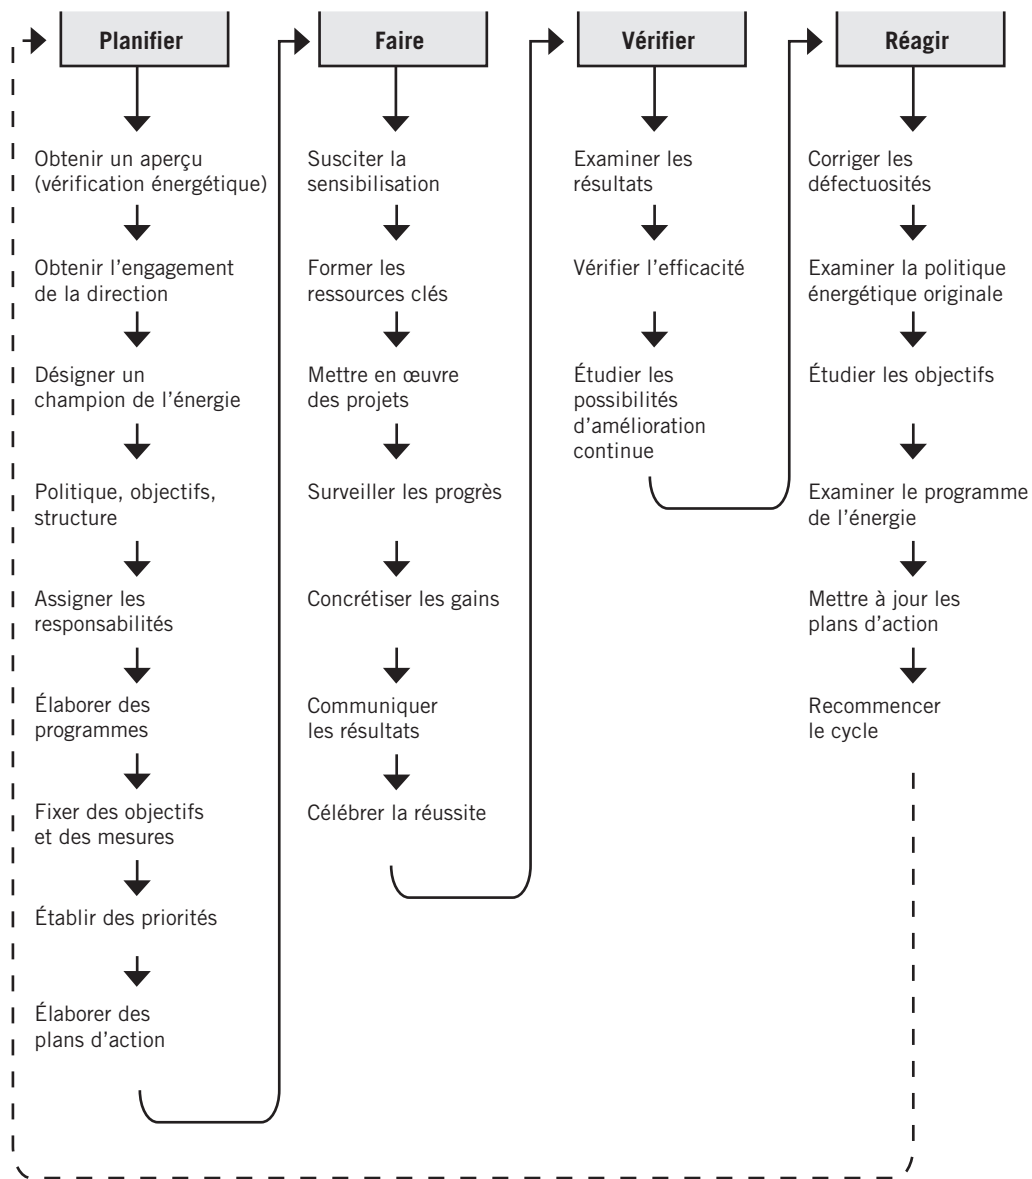 Planifier
Obtenir un aperçu
(vérification énergétique)
Obtenir l’engagement
de la direction
Désigner un
champion de l’énergie
Politique, objectifs,
structure
Assigner les
responsabilités
Élaborer des
programmes
Fixer des objectifs
et des mesures
Établir des priorités
Élaborer des
plans d’action
Faire
Susciter la
sensibilisation
Former les
ressources clés
Mettre en œuvre
des projets
Surveiller les progrès
Concrétiser les gains
Communiquer
les résultats
Célébrer la réussite
Vérifier
Examiner les
résultats
Vérifier l’efficacité
Étudier les
possibilités
d’amélioration
continue
Réagir
Corriger les
défectuosités
Examiner la politique
énergétique originale
Étudier les objectifs
Examiner le programme
de l’énergie
Mettre à jour les
plans d’action
Recommencer
le cycle